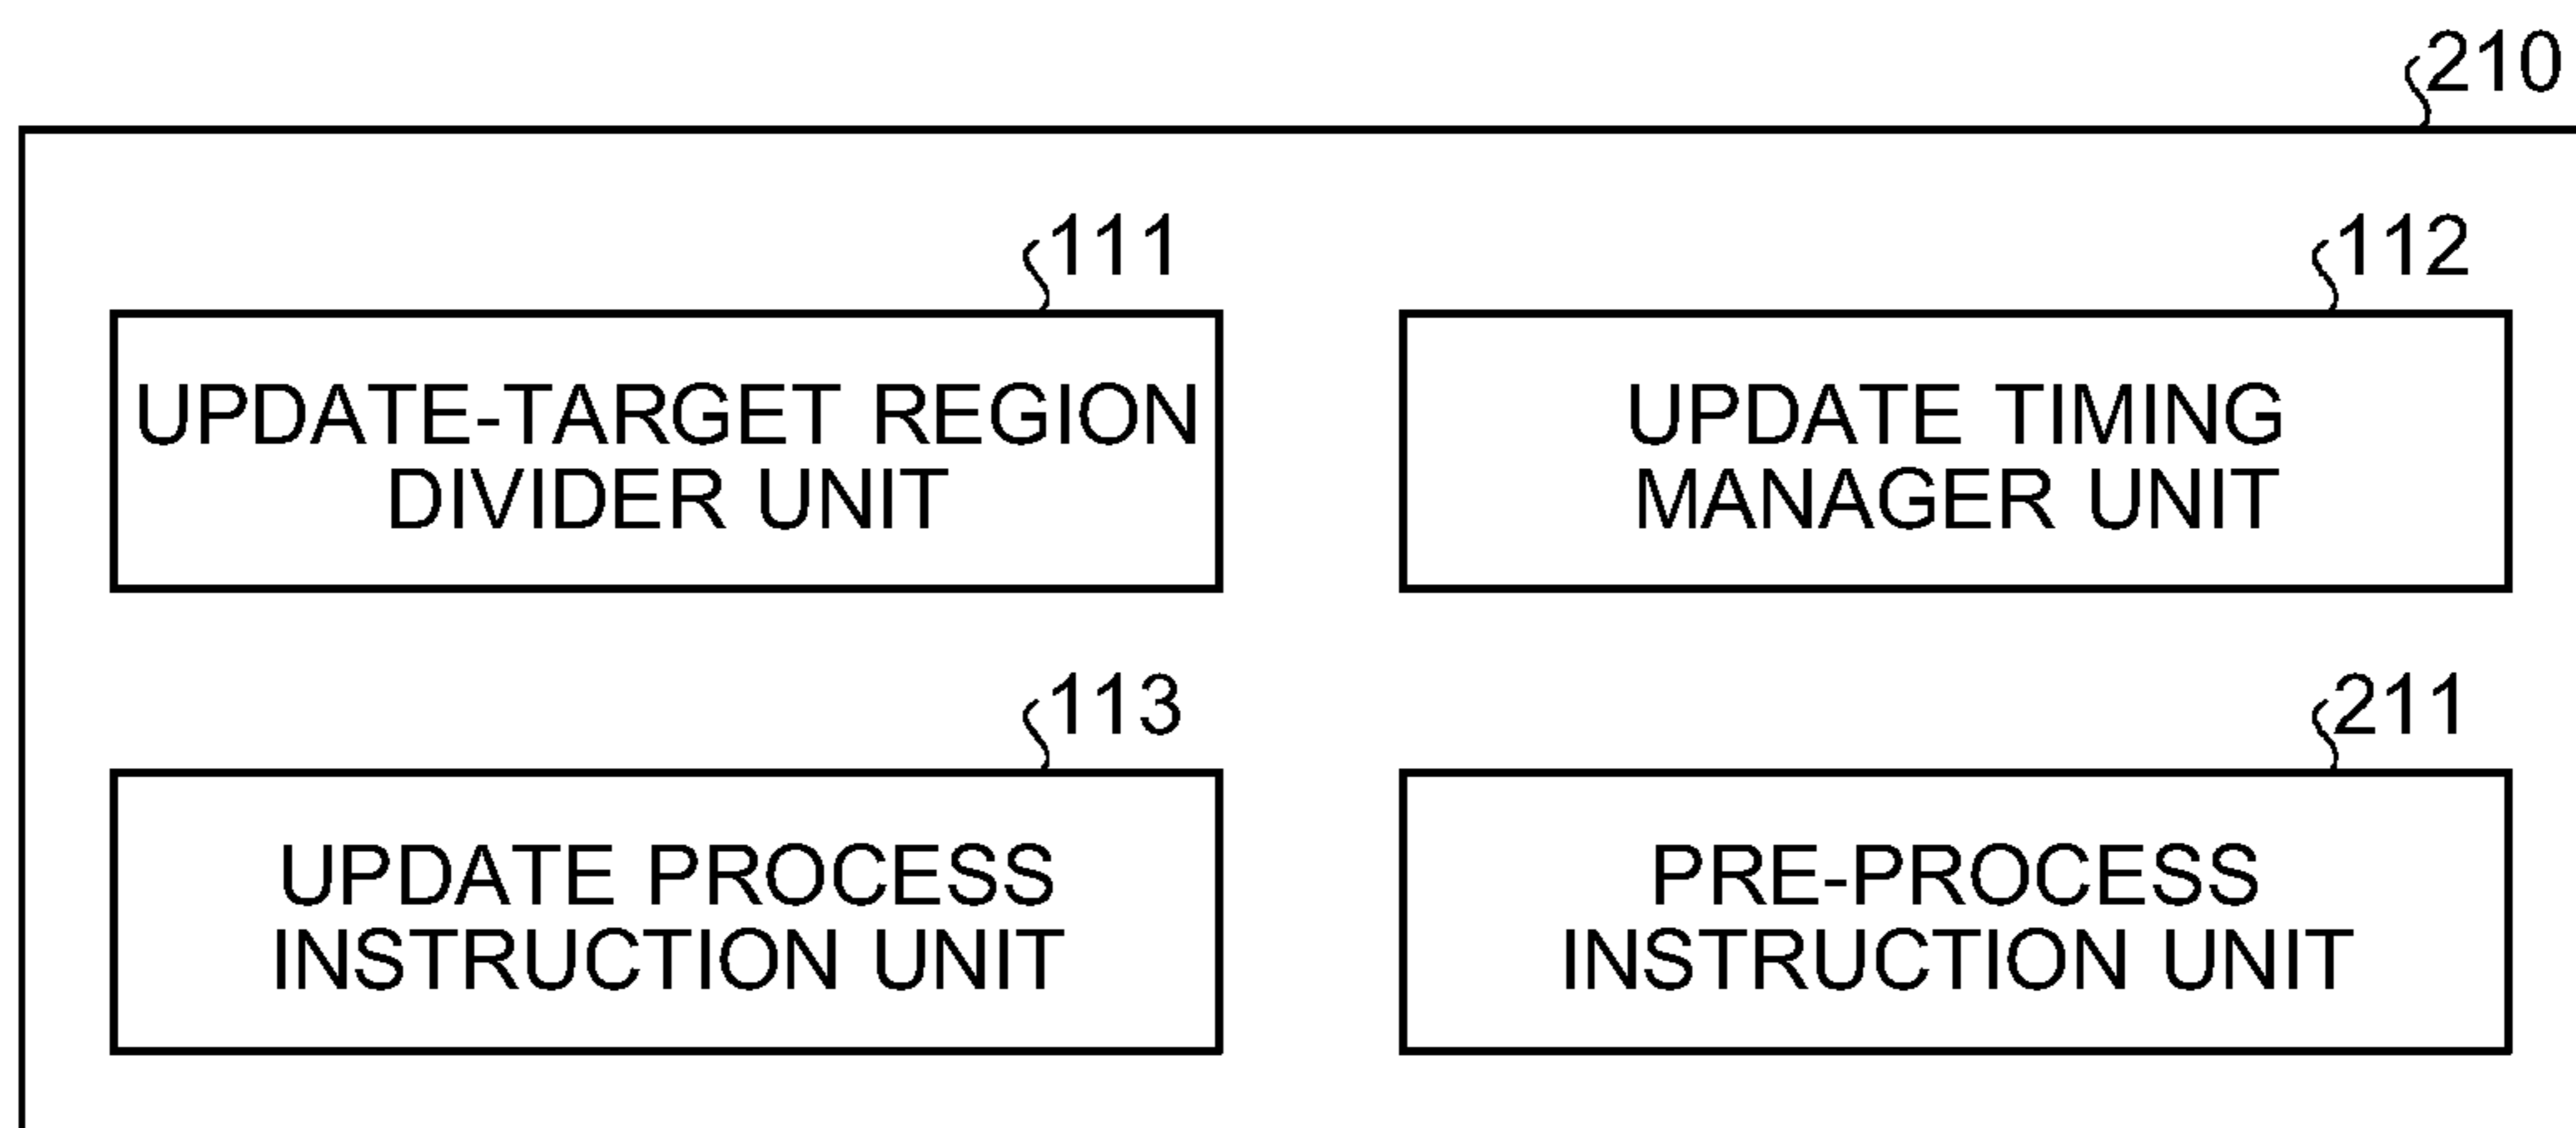 210
111
112
UPDATE-TARGET REGION
DIVIDER UNIT
UPDATE TIMING
MANAGER UNIT
113
211
UPDATE PROCESS
INSTRUCTION UNIT
PRE-PROCESS
INSTRUCTION UNIT